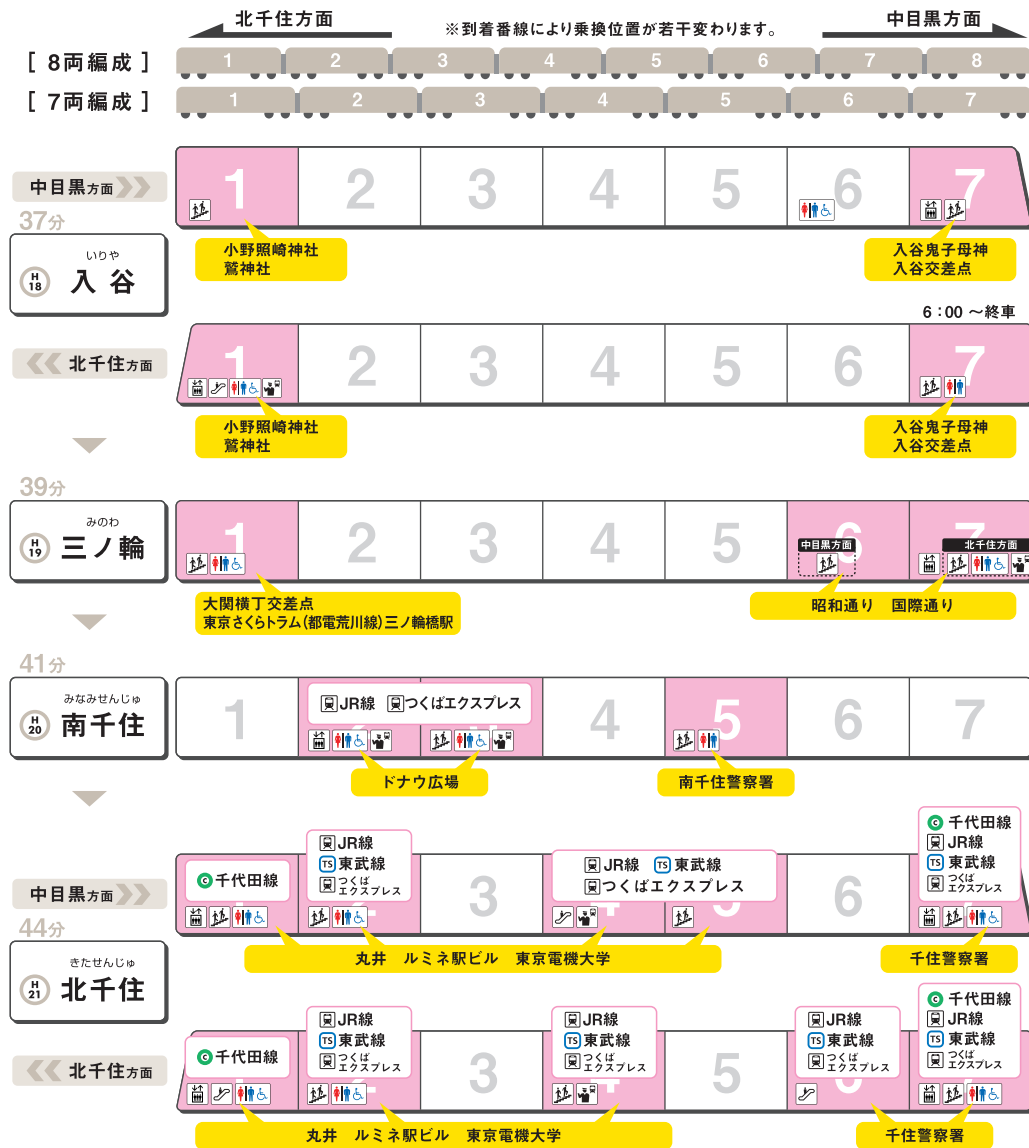 北千住方面
※到着番線により乗換位置が若干変わります。
中目黒方面
[ 8両編成 ]
1 2 3 4 5 6 7 8
[ 7両編成 ]
1 2 3 4 5 6 7
中目黒方面
1 2 3 4 5 6 7
37分
小野照崎神社
鷲神社
入谷鬼子母神
入谷交差点
いりや
H
18
入谷
6:00 ～終車
北千住方面
1 2 3 4 5 6 7
小野照崎神社
鷲神社
入谷鬼子母神
入谷交差点
39分
みのわ
H
19
三ノ輪
1 2 3 4 5 6 7
中目黒方面
北千住方面
大関横丁交差点
東京さくらトラム(都電荒川線)三ノ輪橋駅
昭和通り 国際通り
41分
みなみせんじゅ
H
20
南千住
1 4 5 6 7
JR線 つくばエクスプレス
ドナウ広場
南千住警察署
中目黒方面
44分
きたせんじゅ
H
21
北千住
C 千代田線
JR線
TS 東武線
つくば
エクスプレス
3
JR線 TS 東武線
つくばエクスプレス
6
C 千代田線
JR線
TS 東武線
つくば
エクスプレス
丸井 ルミネ駅ビル 東京電機大学
千住警察署
北千住方面
C 千代田線
JR線
TS 東武線
つくば
エクスプレス
3
JR線
TS 東武線
つくば
エクスプレス
5
JR線
TS 東武線
つくば
エクスプレス
C 千代田線
JR線
TS 東武線
つくば
エクスプレス
丸井 ルミネ駅ビル 東京電機大学
千住警察署